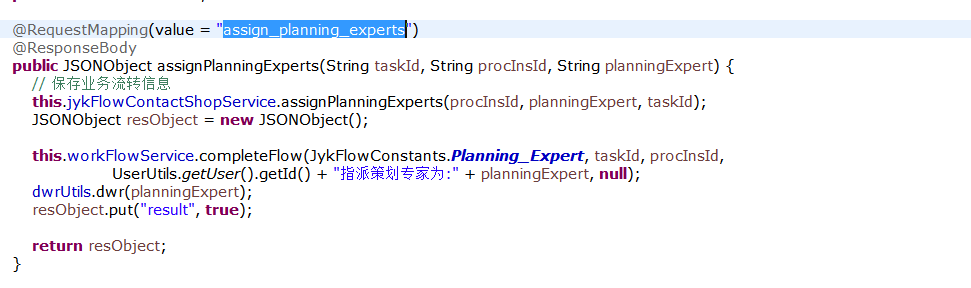 @RequestMapping(value = "assign_planning_experts")
@ResponseBody
public JSONObject assignPlanningExperts(String taskId, String procInsId, String planningExpert) {
// 保存业务流转信息
this.jykFlowContactShopService.assignPlanningExperts(procInsId, planningExpert, taskId);
JSONObject resObject = new JSONObject();
this.workFlowService.completeFlow(JykFlowConstants.Planning_Expert, taskId, procInsId,
UserUtils.getUser().getId() + "指派策划专家为:" + planningExpert, null);
dwrUtils.dwr(planningExpert);
resObject.put("result", true);
return resObject;
}